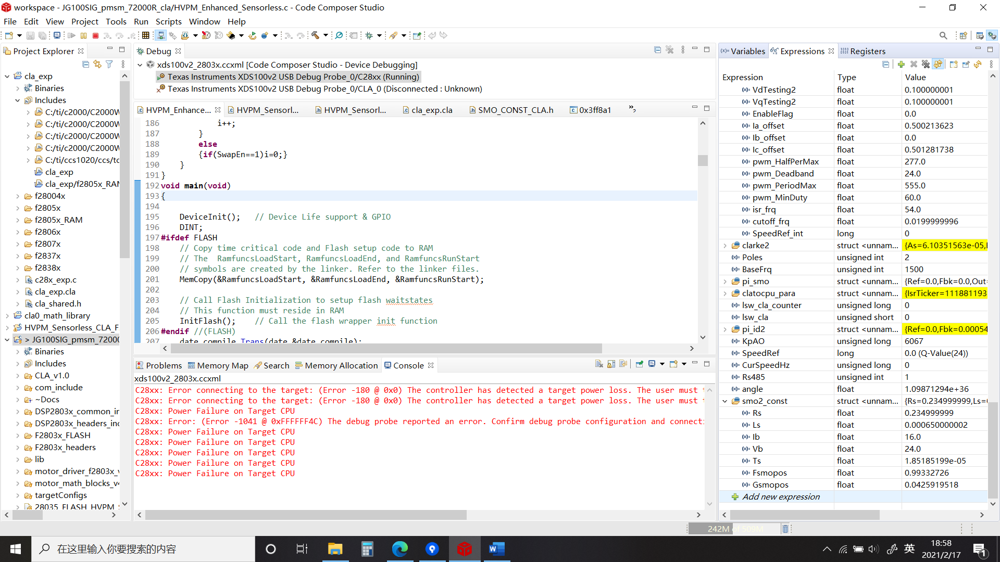 workspace - JG100SIG_pmsm_72000R_cla/HVPM_Enhanced_Sensorless.c - Code Composer Studio
File Edit View Project Tools Run Scripts Window Help
Project Explorer
cla_exp
Binaries
Includes
C:/ti/c2000/C2000W
C:/ti/c2000/C2000W
C:/ti/c2000/C2000W
C:/ti/c2000/C2000W
C:/ti/ccs1020/ccs/tc
cla_exp
cla_exp/f2805x_RAM
f28004x
f2805x
f2805x_RAM
f2806x
f2807x
f2837x
f2838x
c28x_exp.c
cla_exp.cla
cla_shared.h
cla0_math_library
HVPM_Sensorless_CLA_F
> JG100SIG_pmsm_72000
Binaries
Includes
CLA_v1.0
com_include
~Docs
DSP2803x_common_in
DSP2803x_headers_inc
F2803x_FLASH
F2803x_headers
lib
motor_driver_f2803x_v
motor_math_blocks_v4
targetConfigs
28035_FLASH_HVPM_S
Debug
xds100v2_2803x.ccxml [Code Composer Studio - Device Debugging]
Texas Instruments XDS100v2 USB Debug Probe_0/C28xx (Running)
Texas Instruments XDS100v2 USB Debug Probe_0/CLA_0 (Disconnected : Unknown)
HVPM_Enhance... HVPM_Sensorl... HVPM_Sensorl... cla_exp.cla SMO_CONST_CLA.h 0x3ff8a1 »5
186 i++;
187 }
188 else
189 {if(SwapEn==1)i=0;}
190 }
191 }
192 void main(void)
193 {
194
195 DeviceInit(); // Device Life support & GPIO
196 DINT;
197 #ifdef FLASH
198 // Copy time critical code and Flash setup code to RAM
199 // The RamfuncsLoadStart, RamfuncsLoadEnd, and RamfuncsRunStart
200 // symbols are created by the linker. Refer to the linker files.
201 MemCopy(&RamfuncsLoadStart, &RamfuncsLoadEnd, &RamfuncsRunStart);
202
203 // Call Flash Initialization to setup flash waitstates
204 // This function must reside in RAM
205 InitFlash(); // Call the flash wrapper init function
206 #endif //(FLASH)
207 date_compile_Trans(date,&date_compile);
Problems Memory Map Search Memory Allocation Console
xds100v2_2803x.ccxml
C28xx: Error connecting to the target: (Error -180 @ 0x0) The controller has detected a target power loss. The user must
C28xx: Error connecting to the target: (Error -180 @ 0x0) The controller has detected a target power loss. The user must
C28xx: Power Failure on Target CPU
C28xx: Error: (Error -1041 @ 0xFFFFFF4C) The debug probe reported an error. Confirm debug probe configuration and connecti
C28xx: Power Failure on Target CPU
C28xx: Power Failure on Target CPU
C28xx: Power Failure on Target CPU
C28xx: Power Failure on Target CPU
C28xx: Power Failure on Target CPU
Variables Expressions Registers
Expression Type Value
VdTesting2 float 0.100000001
VqTesting2 float 0.100000001
EnableFlag float 0.0
Ia_offset float 0.500213623
Ib_offset float 0.0
Ic_offset float 0.501281738
pwm_HalfPerMax float 277.0
pwm_Deadband float 24.0
pwm_PeriodMax float 555.0
pwm_MinDuty float 60.0
isr_frq float 54.0
cutoff_frq float 0.0199999996
SpeedRef_int long 0
clarke2 struct <unnam... {As=6.10351563e-05,
Poles unsigned int 2
BaseFrq unsigned int 1500
pi_smo struct <unnam... {Ref=0.0,Fbk=0.0,Out=
clatocpu_para struct <unnam... {IsrTicker=111881193
lsw_cla_counter unsigned long 0
lsw_cla unsigned short 0
pi_id2 struct <unnam... {Ref=0.0,Fbk=0.00054
KpAO unsigned long 6067
SpeedRef long 0.0 (Q-Value(24))
CurSpeedHz unsigned long 0
Rs485 unsigned int 1
angle float 1.09871294e+36
smo2_const struct <unnam... {Rs=0.234999999,Ls=
Rs float 0.234999999
Ls float 0.000650000002
Ib float 16.0
Vb float 24.0
Ts float 1.85185199e-05
Fsmopos float 0.99332726
Gsmopos float 0.0425919518
Add new expression
242M of 509M
在这里输入你要搜索的内容
英
18:58
2021/2/17
1